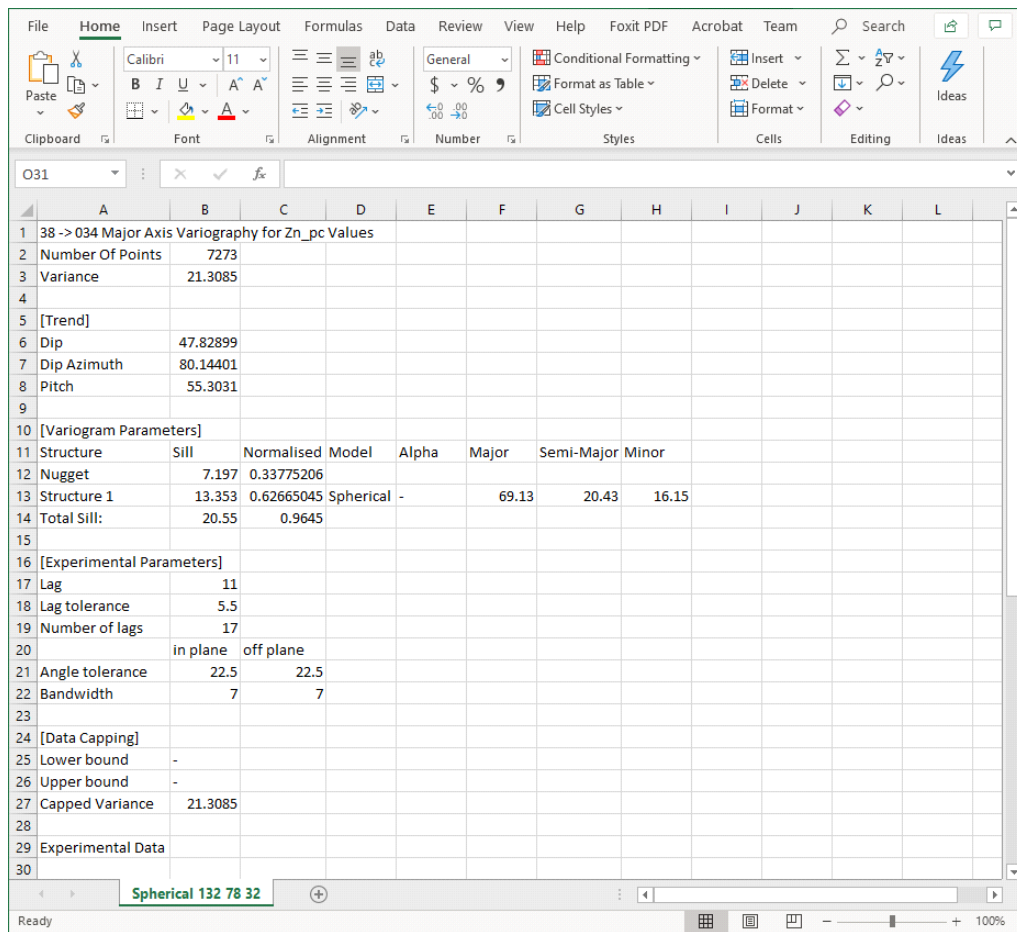 File Home Insert Page Layout Formulas Data Review View Help Foxit PDF Acrobat Team Search
Calibri 11 General Conditional Formatting Insert
Paste B I U A A $ % Format as Table Delete Ideas
A Cell Styles Format
Clipboard Font Alignment Number Styles Cells Editing Ideas
O31 fx
A B C D E F G H I J K L
1 38 -> 034 Major Axis Variography for Zn_pc Values
2 Number Of Points 7273
3 Variance 21.3085
4
5 [Trend]
6 Dip 47.82899
7 Dip Azimuth 80.14401
8 Pitch 55.3031
9
10 [Variogram Parameters]
11 Structure Sill Normalised Model Alpha Major Semi-Major Minor
12 Nugget 7.197 0.33775206
13 Structure 1 13.353 0.62665045 Spherical - 69.13 20.43 16.15
14 Total Sill: 20.55 0.9645
15
16 [Experimental Parameters]
17 Lag 11
18 Lag tolerance 5.5
19 Number of lags 17
20 in plane off plane
21 Angle tolerance 22.5 22.5
22 Bandwidth 7 7
23
24 [Data Capping]
25 Lower bound -
26 Upper bound -
27 Capped Variance 21.3085
28
29 Experimental Data
30
Spherical 132 78 32
Ready 100%